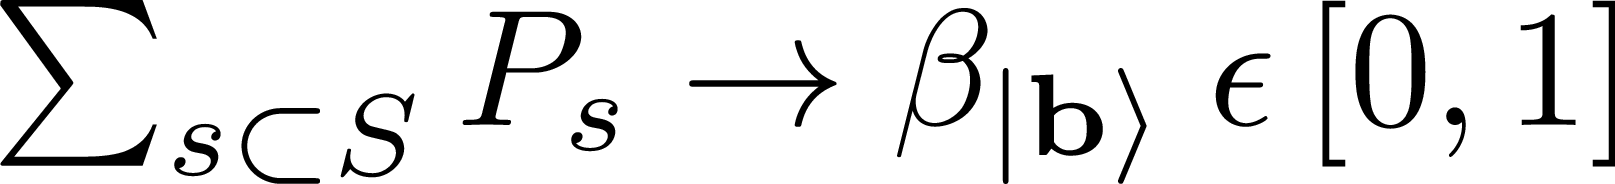 ∑_{s⊂S} P_s → β_{|𝐛⟩} ϵ [0, 1]